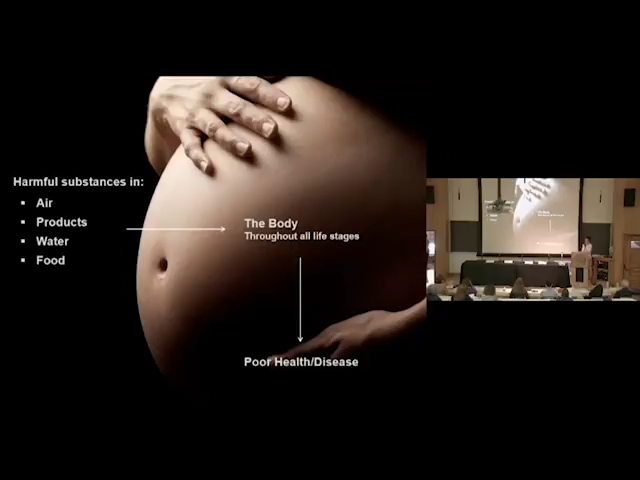 Harmful substances in:
▪ Air
▪ Products
▪ Water
▪ Food
The Body
Throughout all life stages
Poor Health/Disease